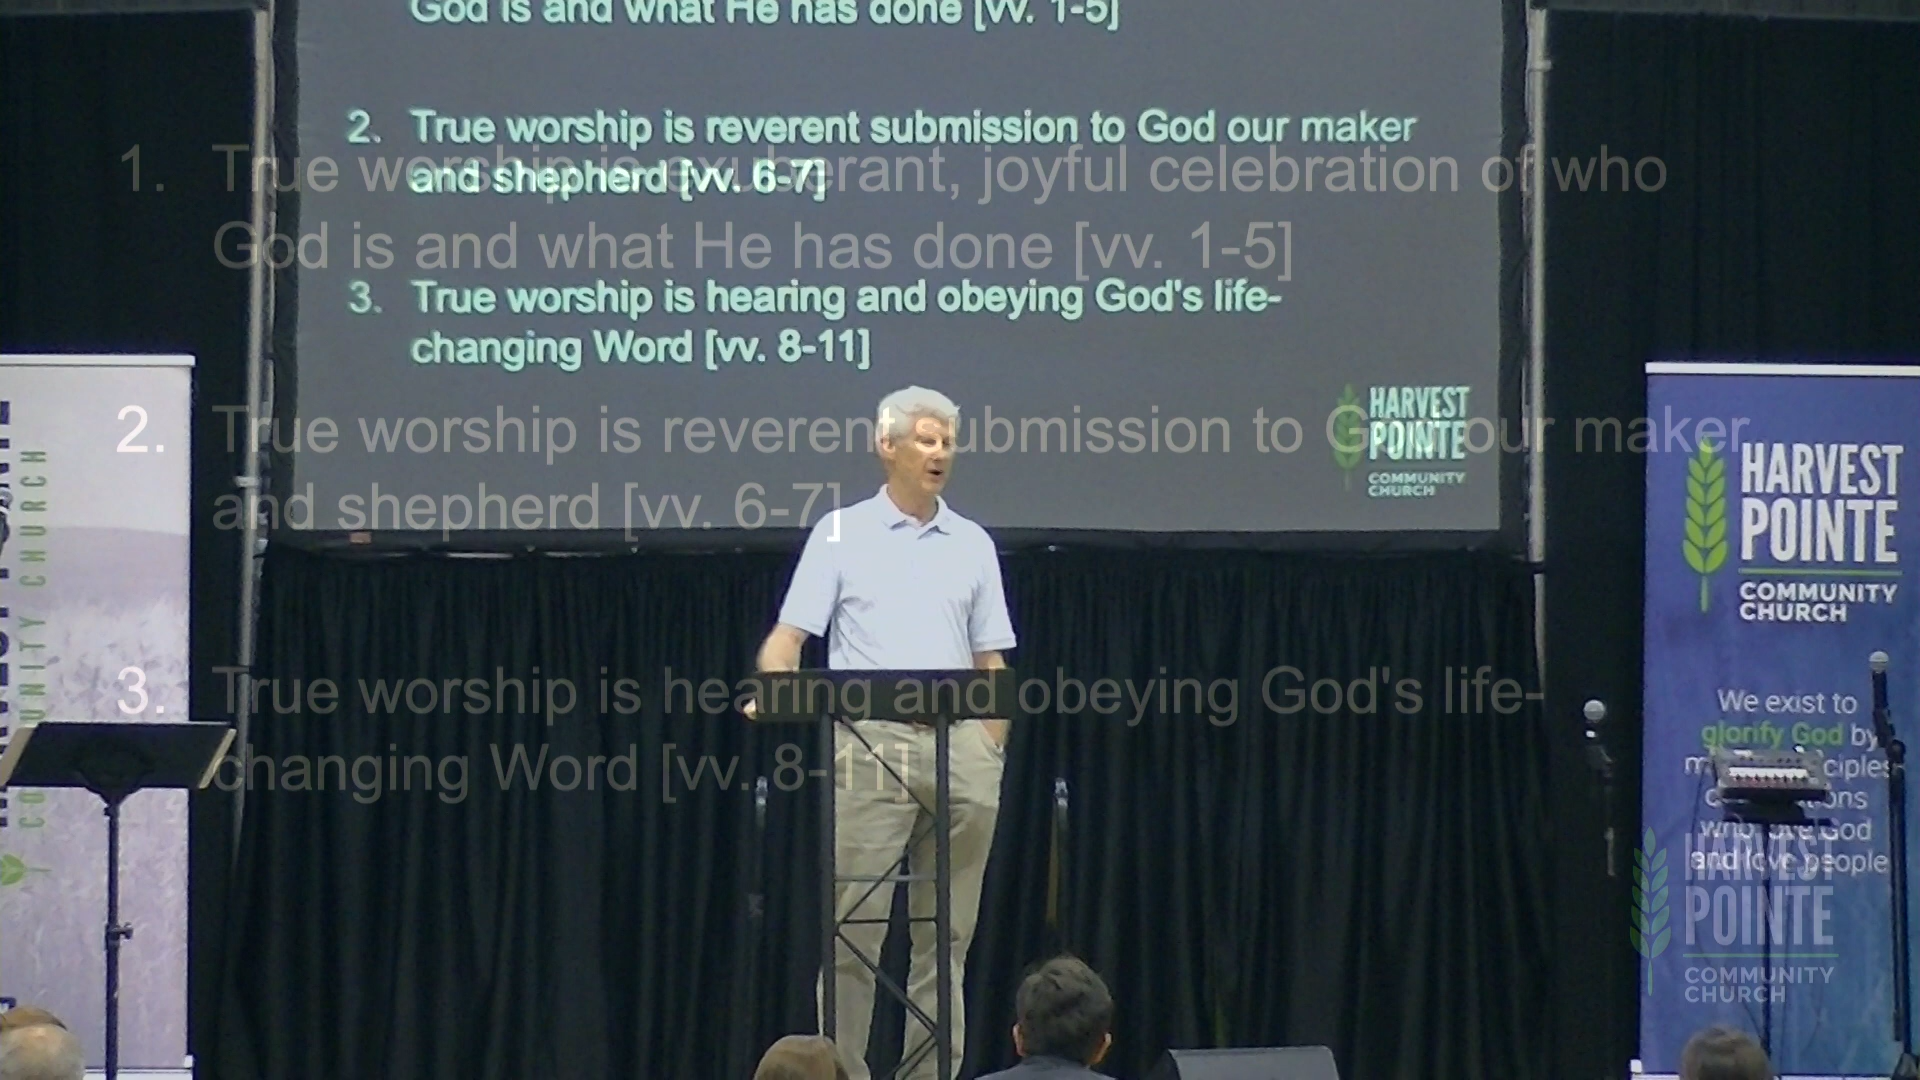 God is and what He has done [vv. 1-5]
2. True worship is reverent submission to God our maker
and shepherd [vv. 6-7]
3. True worship is hearing and obeying God's life-
changing Word [vv. 8-11]
HARVEST
POINTE
COMMUNITY
CHURCH
1. True worship is exuberant, joyful celebration of who
God is and what He has done [vv. 1-5]
2. True worship is reverent submission to God our maker
and shepherd [vv. 6-7]
3. True worship is hearing and obeying God's life-
changing Word [vv. 8-11]
HARVEST
POINTE
COMMUNITY
CHURCH
COMMUNITY CHURCH
HARVEST
POINTE
COMMUNITY
CHURCH
We exist to
glorify God by
who love God
and love people